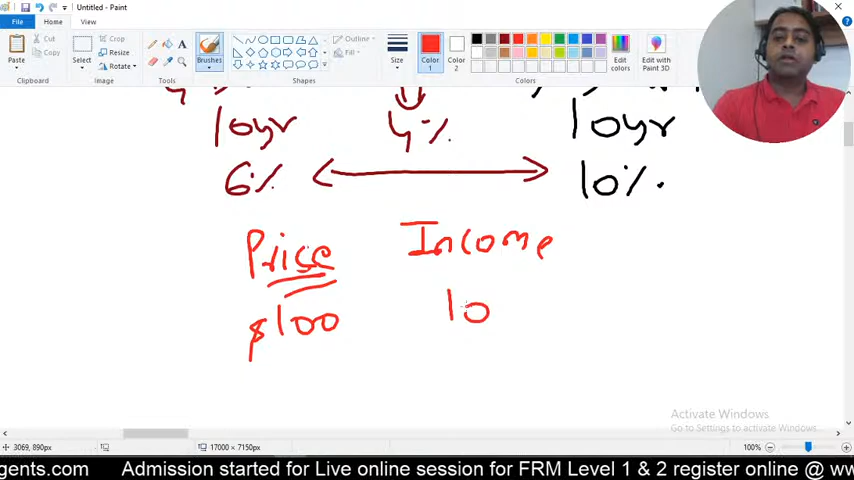 Untitled - Paint
File Home View
Paste Cut Copy Clipboard
Select Crop Resize Rotate Image
Tools
Brushes
Outline Fill Shapes
Size
Color 1 Color 2
Colors
Edit colors
Edit with Paint 3D
10yr 4% 10yr
6% 10%.
Price Income
$100 10
Activate Windows
Go to Settings to activate Windows...
3069, 890px 17000 × 7150px 100%
gents.com Admission started for Live online session for FRM Level 1 & 2 register online @ ww